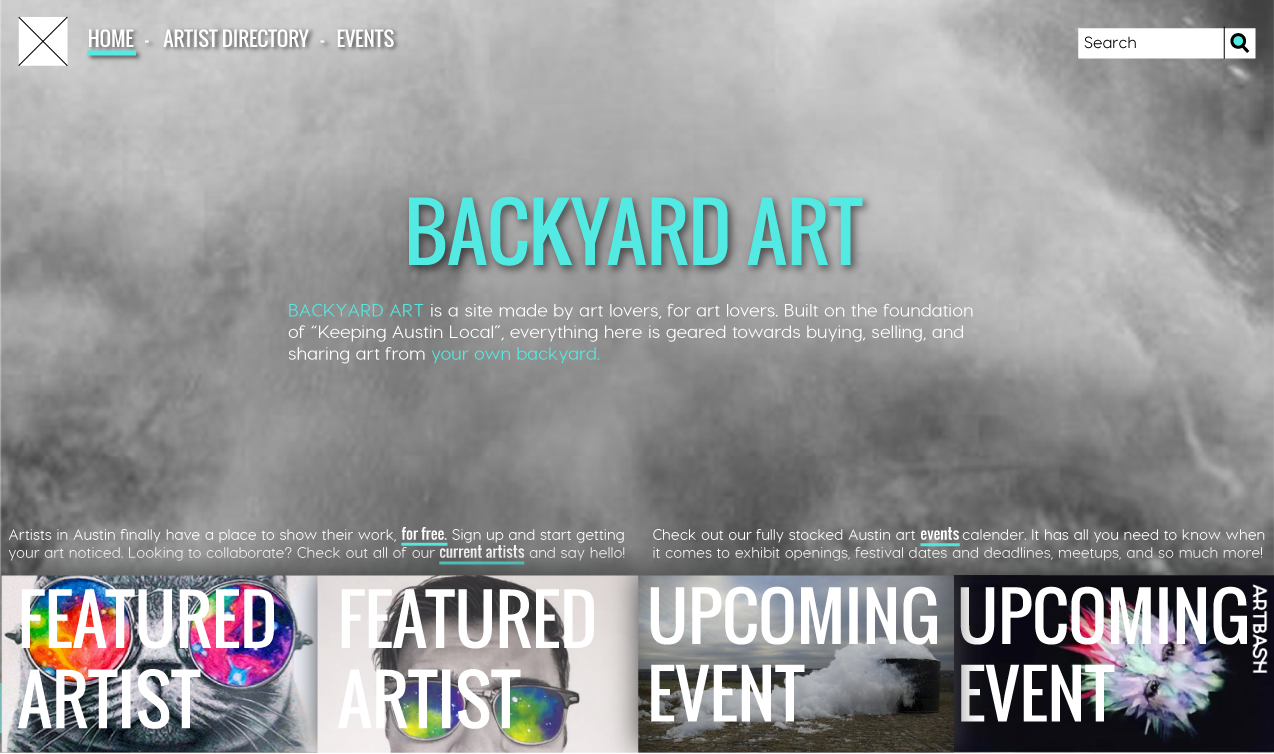 HOME - ARTIST DIRECTORY - EVENTS
Search
BACKYARD ART
BACKYARD ART is a site made by art lovers, for art lovers. Built on the foundation
of “Keeping Austin Local”, everything here is geared towards buying, selling, and
sharing art from your own backyard.
Artists in Austin finally have a place to show their work, for free. Sign up and start getting
your art noticed. Looking to collaborate? Check out all of our current artists and say hello!
Check out our fully stocked Austin art events calender. It has all you need to know when
it comes to exhibit openings, festival dates and deadlines, meetups, and so much more!
FEATURED
ARTIST
FEATURED
ARTIST
UPCOMING
EVENT
UPCOMING
EVENT
ARTBASH